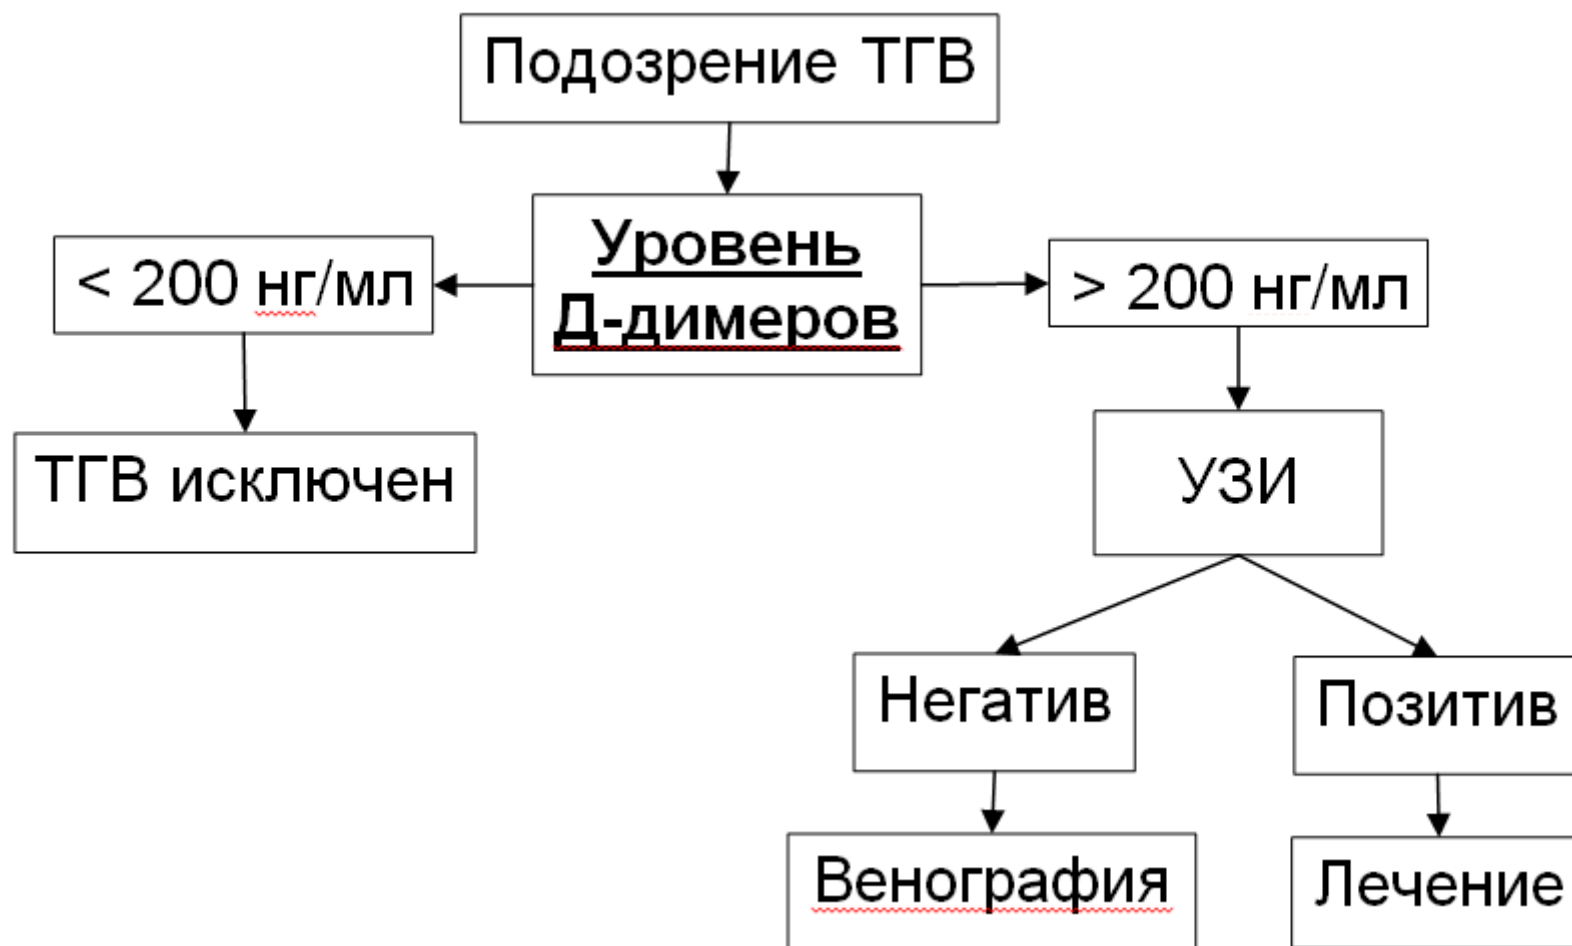 Подозрение ТГВ
Уровень
Д-димеров
< 200 нг/мл
> 200 нг/мл
ТГВ исключен
УЗИ
Негатив
Позитив
Венография
Лечение